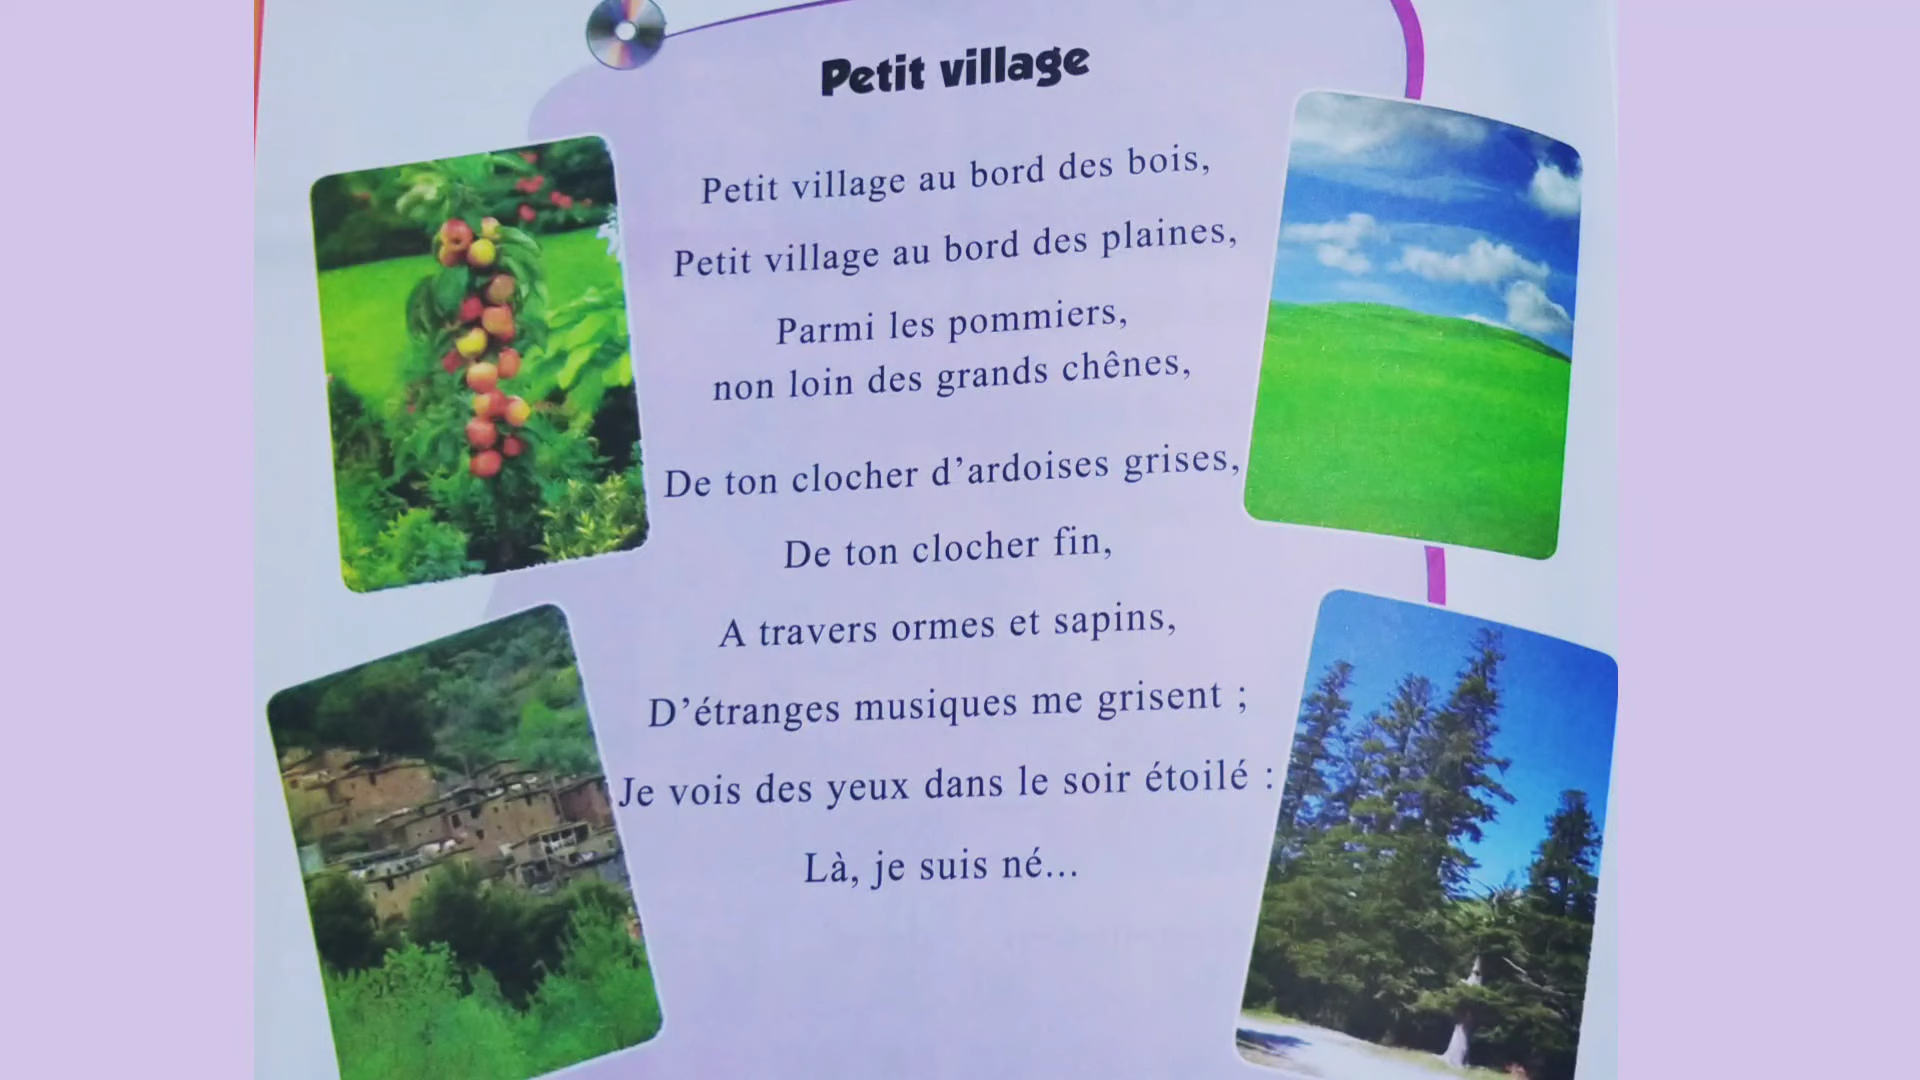 Petit village
Petit village au bord des bois,
Petit village au bord des plaines,
Parmi les pommiers,
non loin des grands chênes,
De ton clocher d'ardoises grises,
De ton clocher fin,
A travers ormes et sapins,
D'étranges musiques me grisent ;
Je vois des yeux dans le soir étoilé :
Là, je suis né...